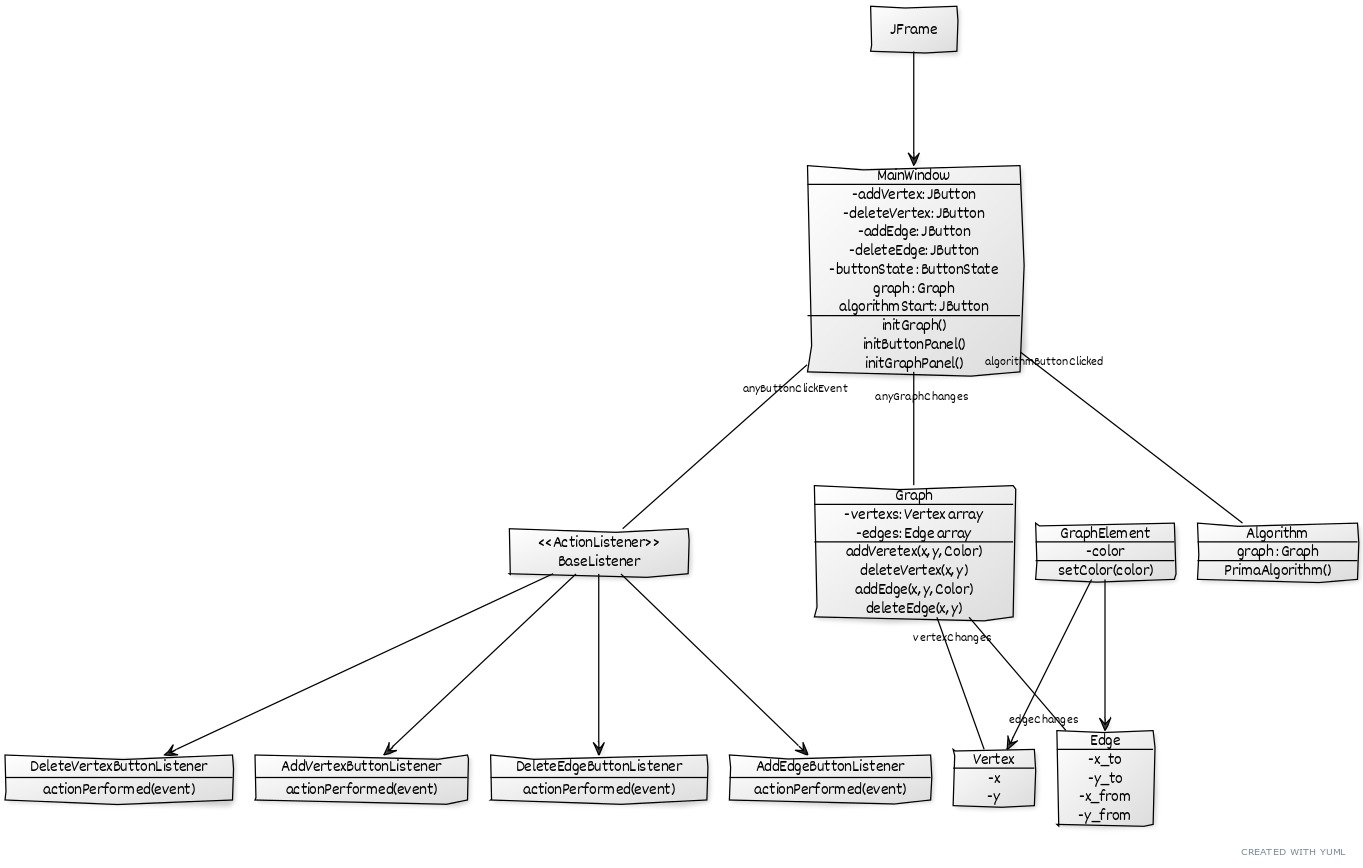 JFrame
MainWindow
-addVertex: JButton
-deleteVertex: JButton
-addEdge: JButton
-deleteEdge: JButton
-buttonState : ButtonState
graph : Graph
algorithmStart: JButton
initGraph()
initButtonPanel()
initGraphPanel()
anyButtonClickEvent
anyGraphChanges
algorithmButtonClicked
<<ActionListener>>
BaseListener
Graph
-vertexs: Vertex array
-edges: Edge array
addVeretex(x, y, Color)
deleteVertex(x, y)
addEdge(x, y, Color)
deleteEdge(x, y)
GraphElement
-color
setColor(color)
Algorithm
graph : Graph
PrimaAlgorithm()
vertexChanges
edgeChanges
DeleteVertexButtonListener
actionPerformed(event)
AddVertexButtonListener
actionPerformed(event)
DeleteEdgeButtonListener
actionPerformed(event)
AddEdgeButtonListener
actionPerformed(event)
Vertex
-x
-y
Edge
-x_to
-y_to
-x_from
-y_from
CREATED WITH YUML